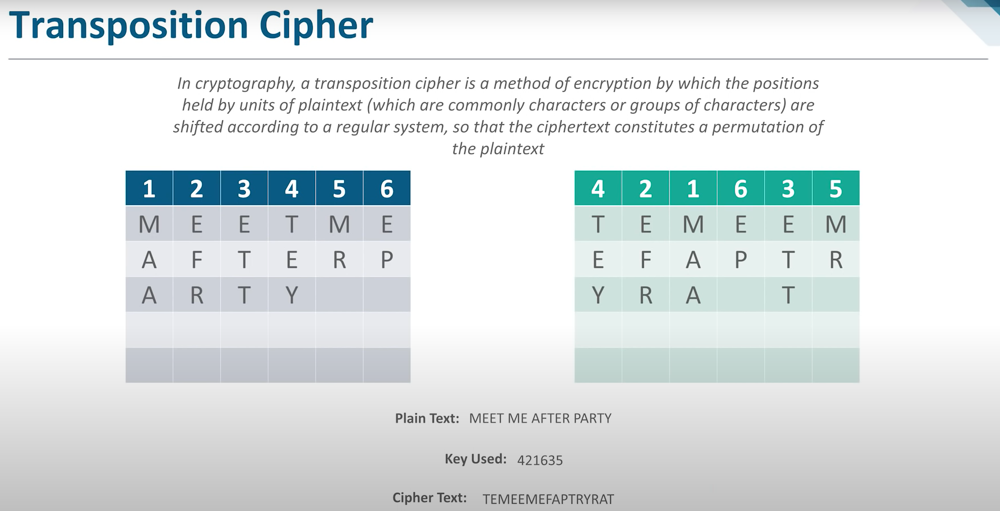 Transposition Cipher
In cryptography, a transposition cipher is a method of encryption by which the positions
held by units of plaintext (which are commonly characters or groups of characters) are
shifted according to a regular system, so that the ciphertext constitutes a permutation of
the plaintext
1 2 3 4 5 6
M E E T M E
A F T E R P
A R T Y
4 2 1 6 3 5
T E M E E M
E F A P T R
Y R A T
Plain Text: MEET ME AFTER PARTY
Key Used: 421635
Cipher Text: TEMEEMEFAPTRYRAT